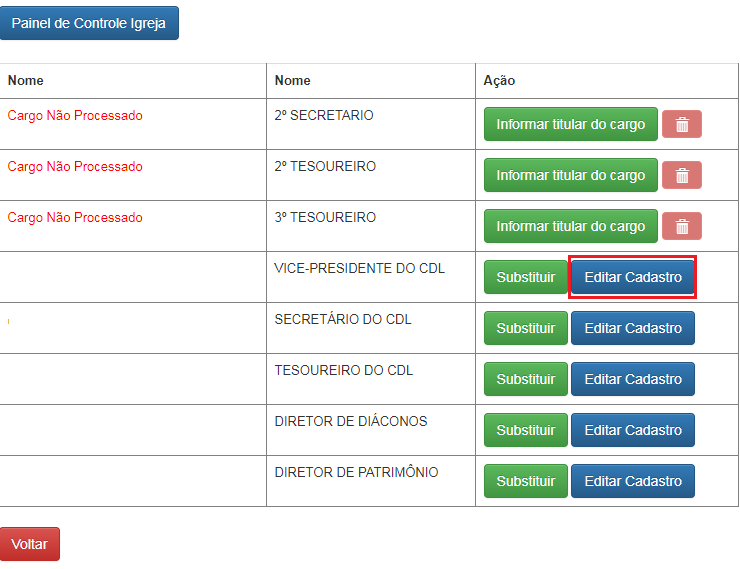 Painel de Controle Igreja
Nome Nome Ação
Cargo Não Processado 2º SECRETARIO Informar titular do cargo
Cargo Não Processado 2º TESOUREIRO Informar titular do cargo
Cargo Não Processado 3º TESOUREIRO Informar titular do cargo
VICE-PRESIDENTE DO CDL Substituir Editar Cadastro
SECRETÁRIO DO CDL Substituir Editar Cadastro
TESOUREIRO DO CDL Substituir Editar Cadastro
DIRETOR DE DIÁCONOS Substituir Editar Cadastro
DIRETOR DE PATRIMÔNIO Substituir Editar Cadastro
Voltar